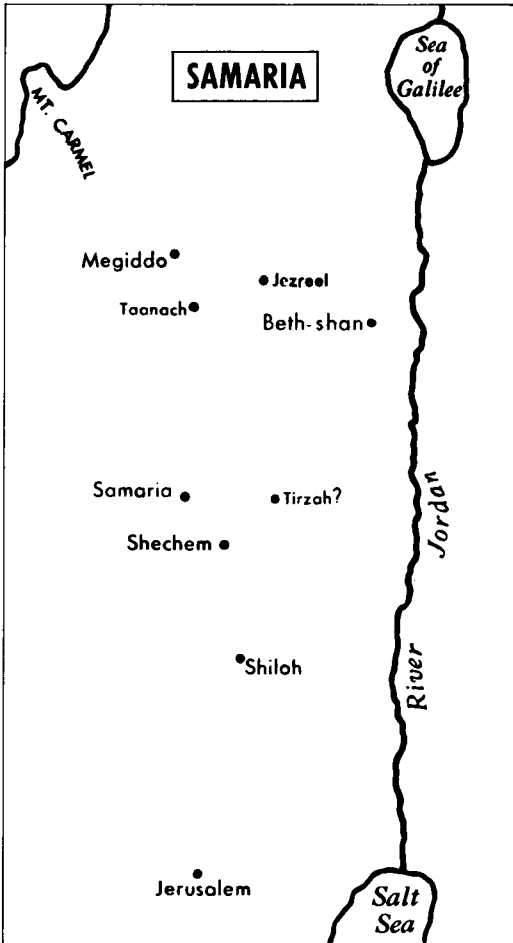 SAMARIA
Sea
of
Galilee
MT. CARMEL
Megiddo
Jezreel
Taanach
Beth-shan
Samaria
Tirzah?
Shechem
Jordan
River
Shiloh
Jerusalem
Salt
Sea